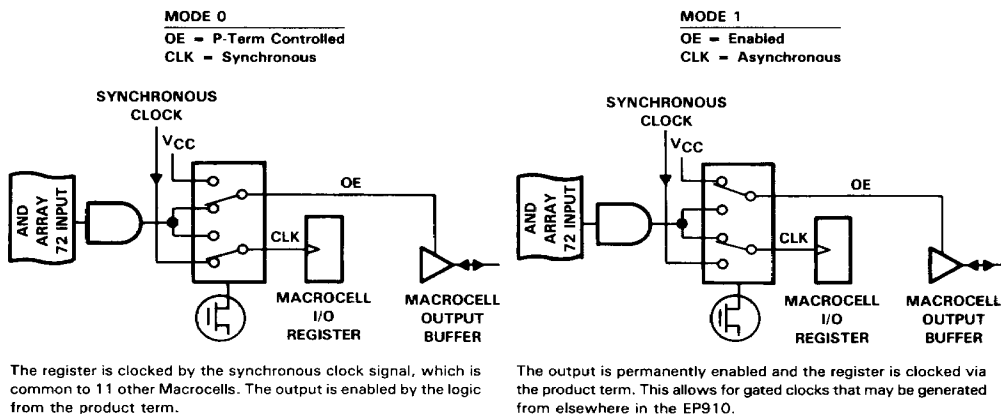 MODE 0
OE = P-Term Controlled
CLK = Synchronous
SYNCHRONOUS
CLOCK
VCC
AND
ARRAY
72 INPUT
OE
CLK
MACROCELL
I/O
REGISTER
MACROCELL
OUTPUT
BUFFER
The register is clocked by the synchronous clock signal, which is
common to 11 other Macrocells. The output is enabled by the logic
from the product term.
MODE 1
OE = Enabled
CLK = Asynchronous
SYNCHRONOUS
CLOCK
VCC
AND
ARRAY
72 INPUT
OE
CLK
MACROCELL
I/O
REGISTER
MACROCELL
OUTPUT
BUFFER
The output is permanently enabled and the register is clocked via
the product term. This allows for gated clocks that may be generated
from elsewhere in the EP910.